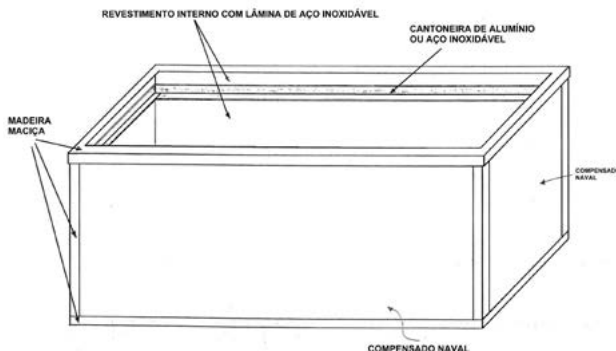 REVESTIMENTO INTERNO COM LÂMINA DE AÇO INOXIDÁVEL
CANTONEIRA DE ALUMÍNIO
OU AÇO INOXIDÁVEL
MADEIRA
MACIÇA
COMPENSADO
NAVAL
COMPENSADO NAVAL